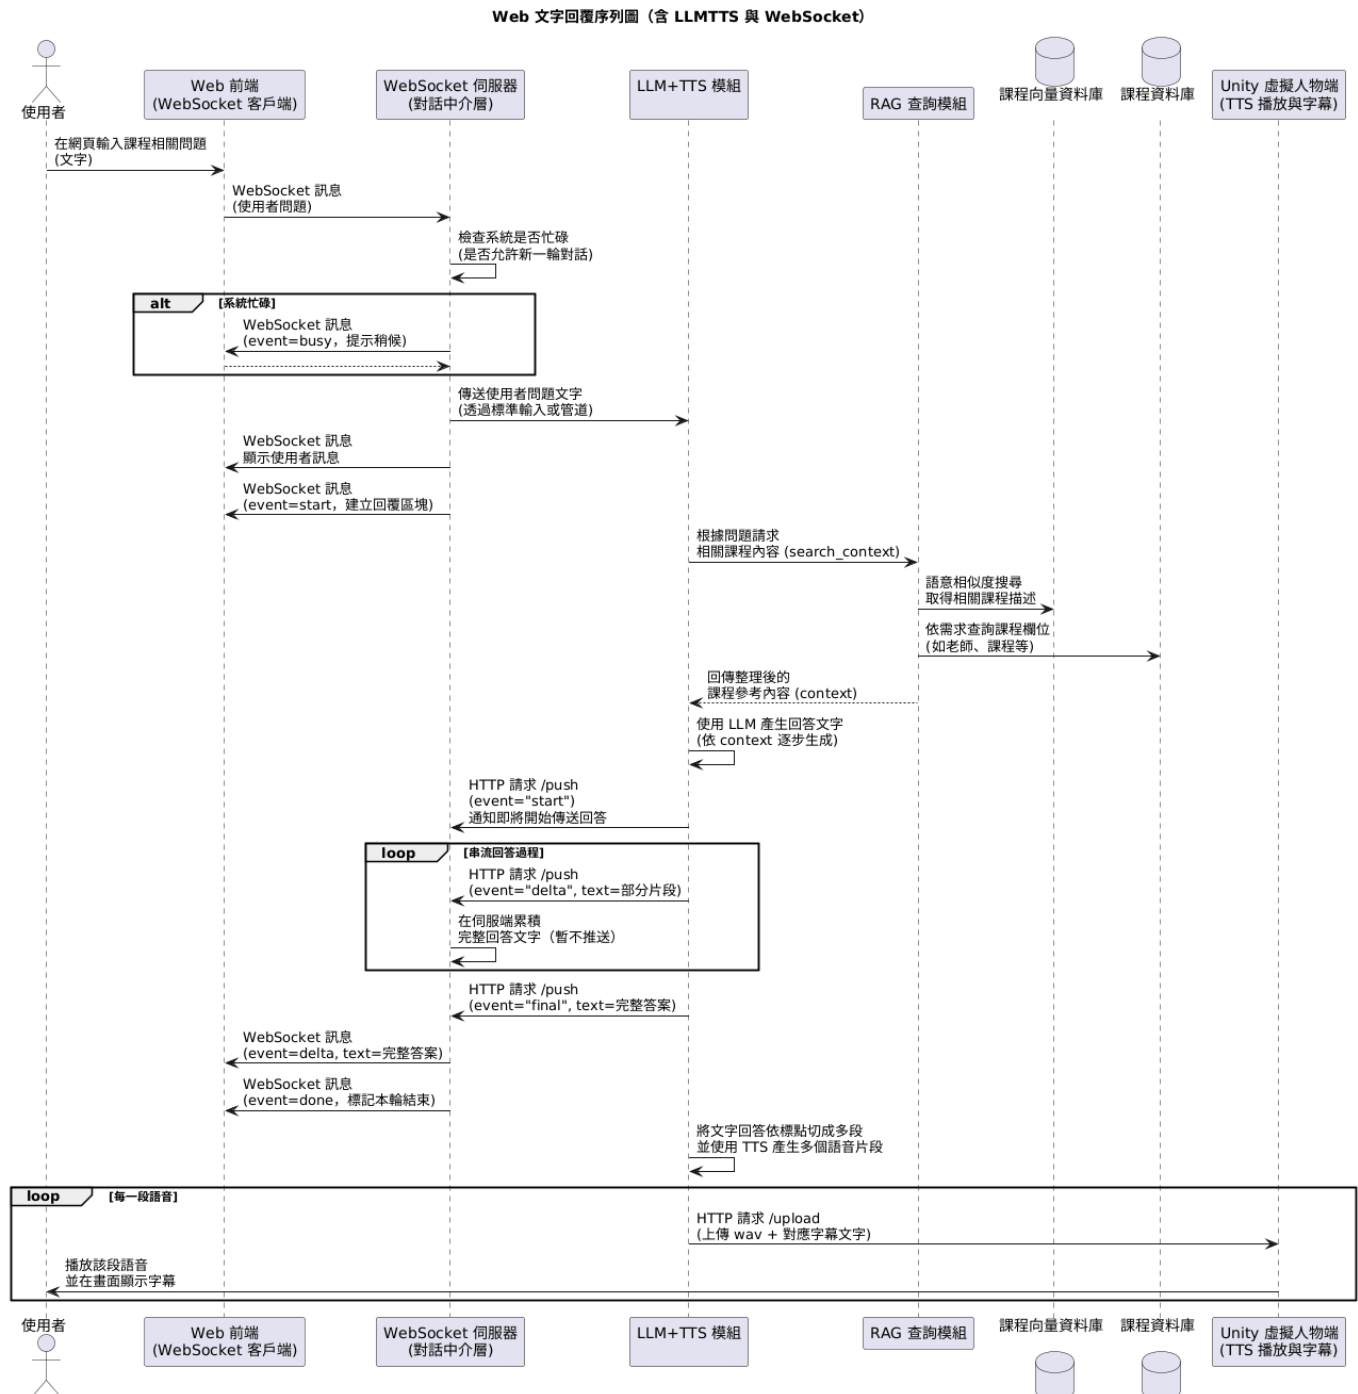 Web 文字回覆序列圖（含 LLMTTS 與 WebSocket）
使用者
Web 前端
(WebSocket 客戶端)
WebSocket 伺服器
(對話中介層)
LLM+TTS 模組
RAG 查詢模組
課程向量資料庫
課程資料庫
Unity 虛擬人物端
(TTS 播放與字幕)
在網頁輸入課程相關問題
(文字)
WebSocket 訊息
(使用者問題)
檢查系統是否忙碌
(是否允許新一輪對話)
alt [系統忙碌]
WebSocket 訊息
(event=busy，提示稍候)
傳送使用者問題文字
(透過標準輸入或管道)
WebSocket 訊息
顯示使用者訊息
WebSocket 訊息
(event=start，建立回覆區塊)
根據問題請求
相關課程內容 (search_context)
語意相似度搜尋
取得相關課程描述
依需求查詢課程欄位
(如老師、課程等)
回傳整理後的
課程參考內容 (context)
使用 LLM 產生回答文字
(依 context 逐步生成)
HTTP 請求 /push
(event="start")
通知即將開始傳送回答
loop [串流回答過程]
HTTP 請求 /push
(event="delta", text=部分片段)
在伺服端累積
完整回答文字（暫不推送）
HTTP 請求 /push
(event="final", text=完整答案)
WebSocket 訊息
(event=delta, text=完整答案)
WebSocket 訊息
(event=done，標記本輪結束)
將文字回答依標點切成多段
並使用 TTS 產生多個語音片段
loop [每一段語音]
HTTP 請求 /upload
(上傳 wav + 對應字幕文字)
播放該段語音
並在畫面顯示字幕
使用者
Web 前端
(WebSocket 客戶端)
WebSocket 伺服器
(對話中介層)
LLM+TTS 模組
RAG 查詢模組
課程向量資料庫
課程資料庫
Unity 虛擬人物端
(TTS 播放與字幕)